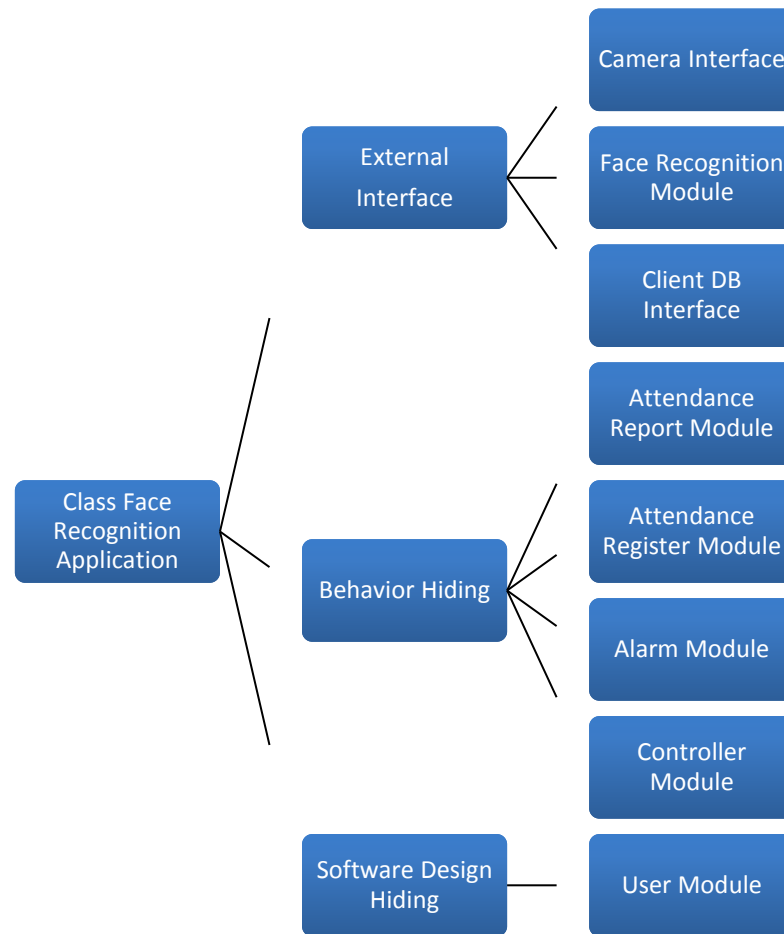 Class Face
Recognition
Application
External
Interface
Camera Interface
Face Recognition
Module
Client DB
Interface
Behavior Hiding
Attendance
Report Module
Attendance
Register Module
Alarm Module
Controller
Module
Software Design
Hiding
User Module